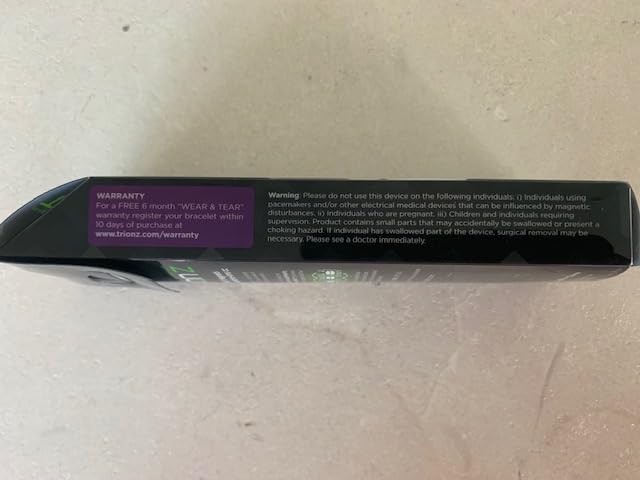 WARRANTY
For a FREE 6 month "WEAR & TEAR"
warranty register your bracelet within
10 days of purchase at
www.trionz.com/warranty
Warning: Please do not use this device on the following individuals: i) Individuals using
pacemakers and/or other electrical medical devices that can be influenced by magnetic
disturbances. ii) Individuals who are pregnant. iii) Children and individuals requiring
supervision. Product contains small parts that may accidentally be swallowed or present a
choking hazard. If individual has swallowed part of the device, surgical removal may be
necessary. Please see a doctor immediately.